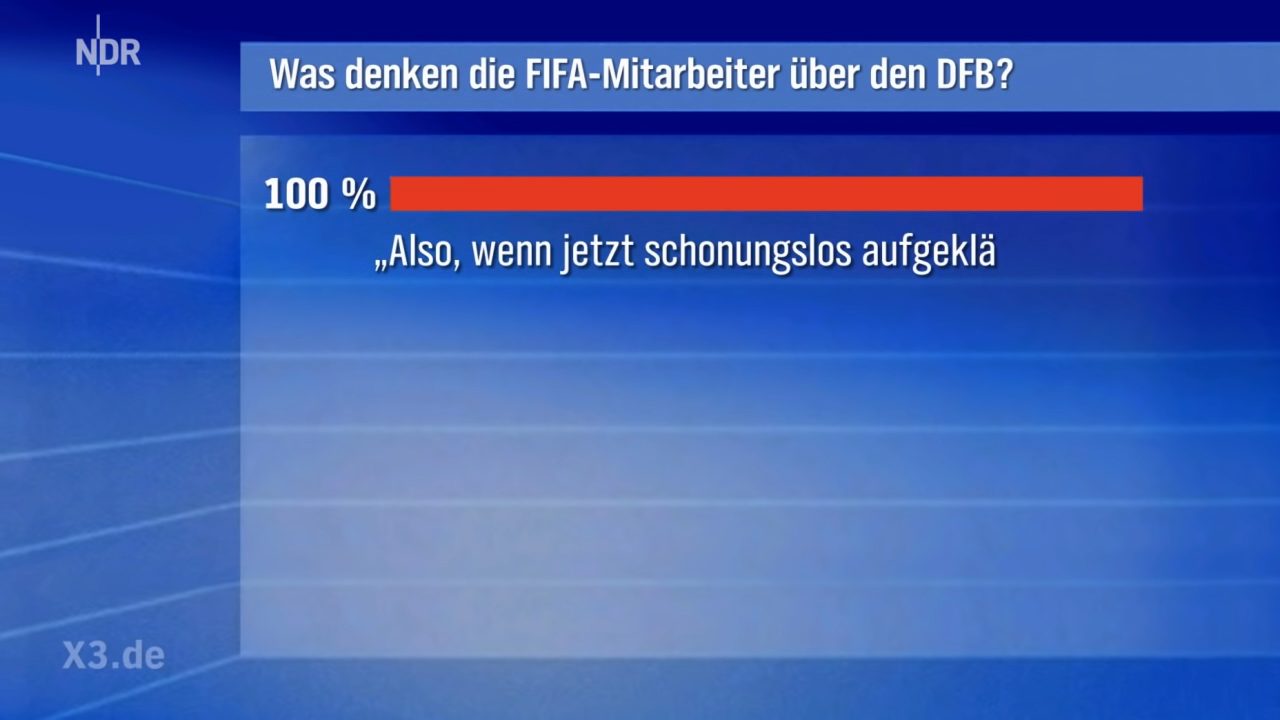 NDR
Was denken die FIFA-Mitarbeiter über den DFB?
100 %
„Also, wenn jetzt schonungslos aufgeklä
X3.de